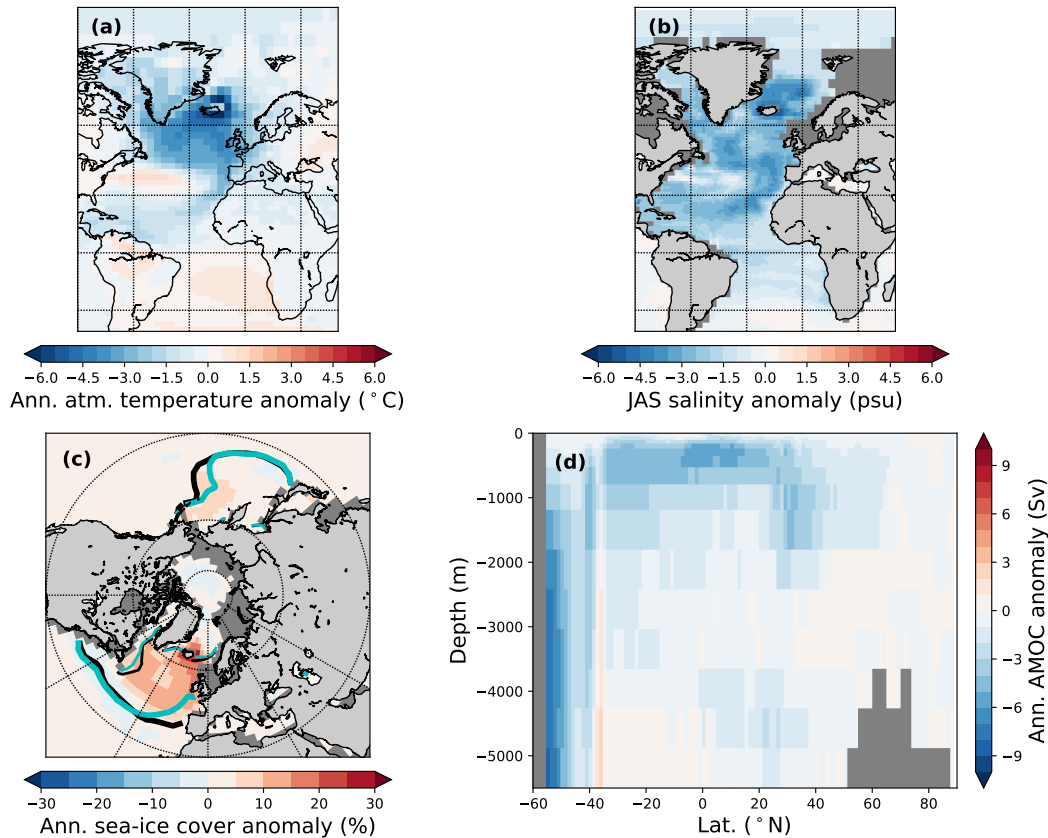 (a)
(b)
−6.0 −4.5 −3.0 −1.5 0.0 1.5 3.0 4.5 6.0
Ann. atm. temperature anomaly (°C)
−6.0 −4.5 −3.0 −1.5 0.0 1.5 3.0 4.5 6.0
JAS salinity anomaly (psu)
(c)
−30 −20 −10 0 10 20 30
Ann. sea-ice cover anomaly (%)
(d)
0
−1000
−2000
−3000
−4000
−5000
Depth (m)
−60 −40 −20 0 20 40 60 80
Lat. (°N)
9
6
3
0
−3
−6
−9
Ann. AMOC anomaly (Sv)